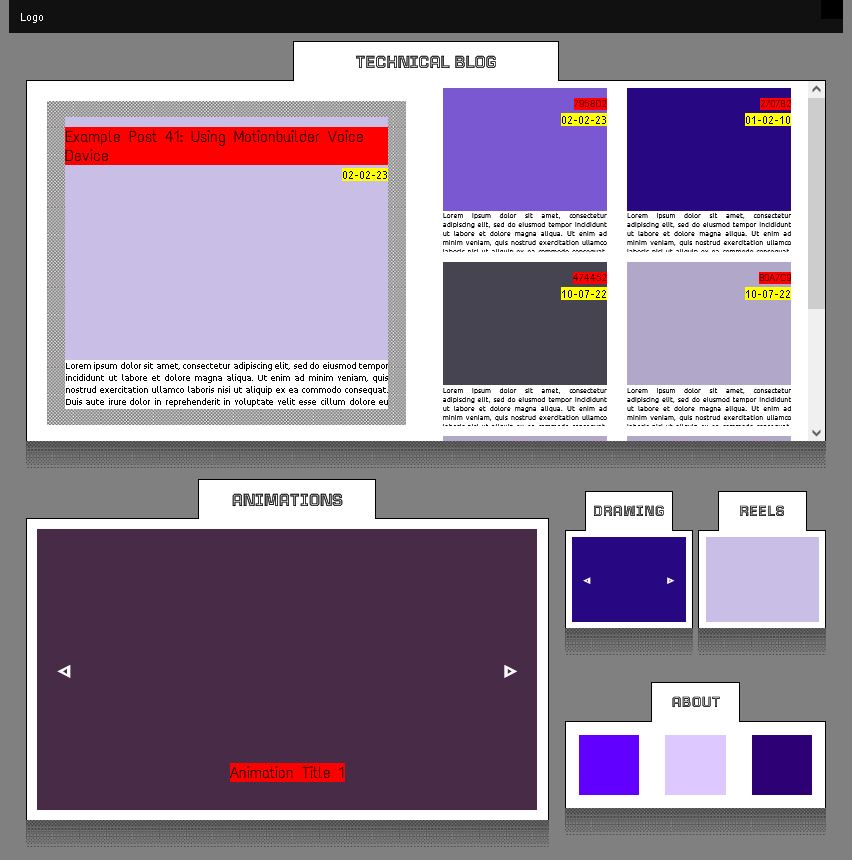 Logo
TECHNICAL BLOG
Example Post 41: Using Motionbuilder Voice
Device
02-02-23
Lorem ipsum dolor sit amet, consectetur adipiscing elit, sed do eiusmod tempor
incididunt ut labore et dolore magna aliqua. Ut enim ad minim veniam, quis
nostrud exercitation ullamco laboris nisi ut aliquip ex ea commodo consequat.
Duis aute irure dolor in reprehenderit in voluptate velit esse cillum dolore eu
02-02-23
Lorem ipsum dolor sit amet, consectetur
adipiscing elit, sed do eiusmod tempor incididunt
ut labore et dolore magna aliqua. Ut enim ad
minim veniam, quis nostrud exercitation ullamco
laboris nisi ut aliquip ex ea commodo consequat.
01-02-10
Lorem ipsum dolor sit amet, consectetur
adipiscing elit, sed do eiusmod tempor incididunt
ut labore et dolore magna aliqua. Ut enim ad
minim veniam, quis nostrud exercitation ullamco
laboris nisi ut aliquip ex ea commodo consequat.
10-07-22
Lorem ipsum dolor sit amet, consectetur
adipiscing elit, sed do eiusmod tempor incididunt
ut labore et dolore magna aliqua. Ut enim ad
minim veniam, quis nostrud exercitation ullamco
laboris nisi ut aliquip ex ea commodo consequat.
10-07-22
Lorem ipsum dolor sit amet, consectetur
adipiscing elit, sed do eiusmod tempor incididunt
ut labore et dolore magna aliqua. Ut enim ad
minim veniam, quis nostrud exercitation ullamco
laboris nisi ut aliquip ex ea commodo consequat.
ANIMATIONS
Animation Title 1
DRAWING
REELS
ABOUT